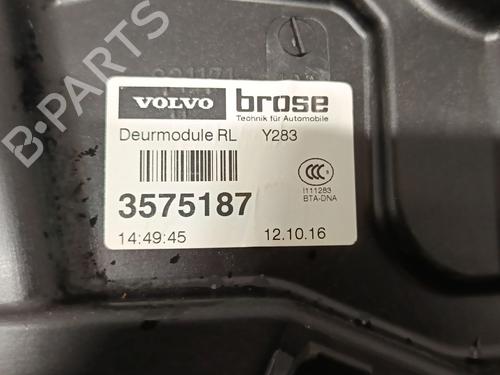 VOLVO brose
Technik für Automobile
Deurmodule RL Y283
CCC S
I111283
BTA-DNA
3575187
14:49:45 12.10.16
B-PARTS